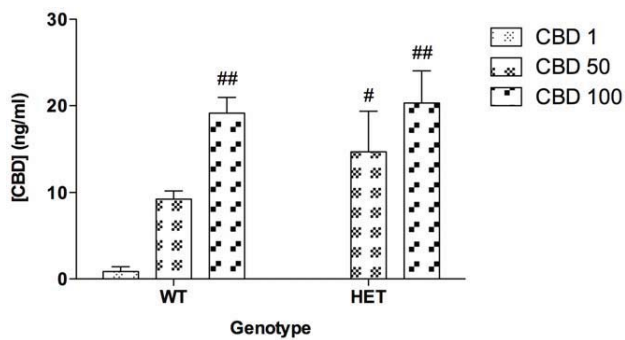 30
20
10
0
[CBD] (ng/ml)
##
#
##
WT
HET
Genotype
CBD 1
CBD 50
CBD 100